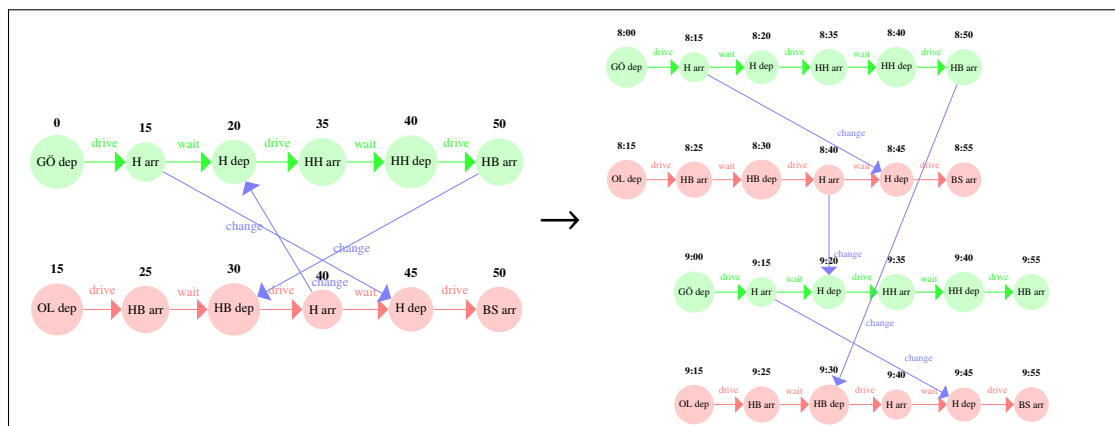 0 15 20 35 40 50
drive wait drive wait drive
GÖ dep H arr H dep HH arr HH dep HB arr
change
change
15 25 30 40 45 50
change
drive wait drive wait drive
OL dep HB arr HB dep H arr H dep BS arr
→
8:00 8:15 8:20 8:35 8:40 8:50
drive wait drive wait drive
GÖ dep H arr H dep HH arr HH dep HB arr
change
8:15 8:25 8:30 8:40 8:45 8:55
drive wait drive wait drive
OL dep HB arr HB dep H arr H dep BS arr
change
9:00 9:15 9:20 9:35 9:40 9:55
drive wait drive wait drive
GÖ dep H arr H dep HH arr HH dep HB arr
change
change
9:15 9:25 9:30 9:40 9:45 9:55
drive wait drive wait drive
OL dep HB arr HB dep H arr H dep BS arr